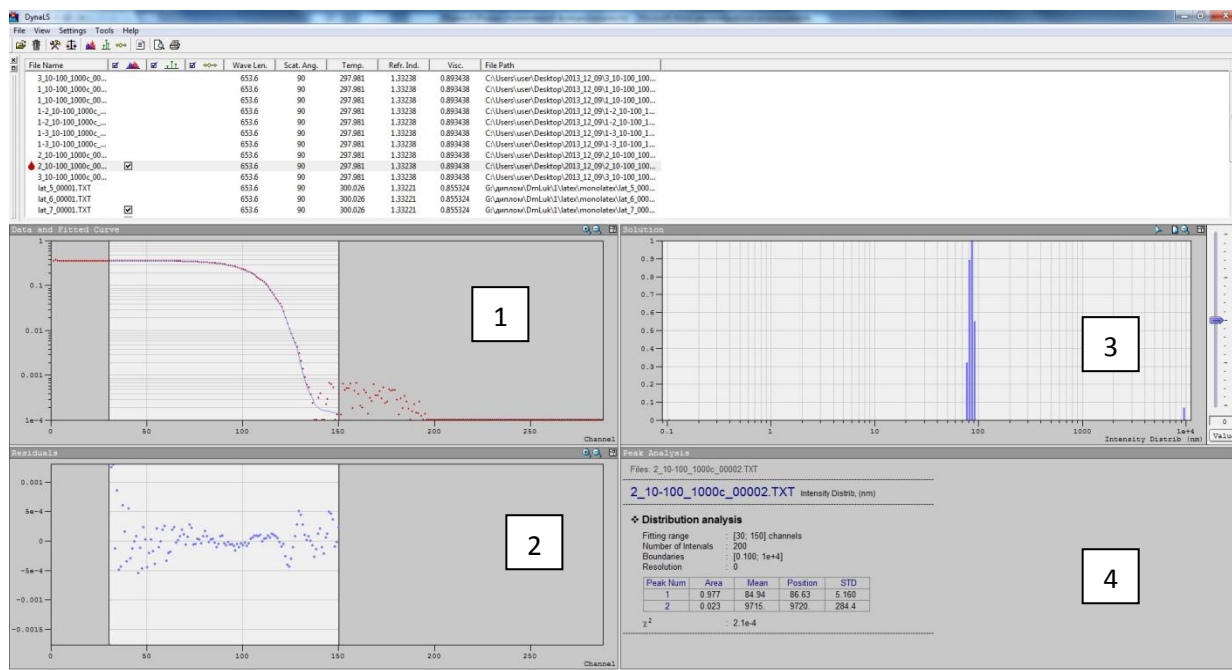 DynaLS
File View Settings Tools Help
File Name Wave Len. Scat. Ang. Temp. Refr. Ind. Visc. File Path
3_10-100_1000c_00... 653.6 90 297.981 1.33238 0.893438 C:\Users\user\Desktop\2013_12_09\3_10-100_100...
1_10-100_1000c_00... 653.6 90 297.981 1.33238 0.893438 C:\Users\user\Desktop\2013_12_09\1_10-100_100...
1_10-100_1000c_00... 653.6 90 297.981 1.33238 0.893438 C:\Users\user\Desktop\2013_12_09\1_10-100_100...
1-2_10-100_1000c_... 653.6 90 297.981 1.33238 0.893438 C:\Users\user\Desktop\2013_12_09\1-2_10-100_1...
1-2_10-100_1000c_... 653.6 90 297.981 1.33238 0.893438 C:\Users\user\Desktop\2013_12_09\1-2_10-100_1...
1-3_10-100_1000c_... 653.6 90 297.981 1.33238 0.893438 C:\Users\user\Desktop\2013_12_09\1-3_10-100_1...
1-3_10-100_1000c_... 653.6 90 297.981 1.33238 0.893438 C:\Users\user\Desktop\2013_12_09\1-3_10-100_1...
2_10-100_1000c_00... 653.6 90 297.981 1.33238 0.893438 C:\Users\user\Desktop\2013_12_09\2_10-100_100...
2_10-100_1000c_00... 653.6 90 297.981 1.33238 0.893438 C:\Users\user\Desktop\2013_12_09\2_10-100_100...
3_10-100_1000c_00... 653.6 90 297.981 1.33238 0.893438 C:\Users\user\Desktop\2013_12_09\3_10-100_100...
lat_5_00001.TXT 653.6 90 300.026 1.33221 0.855324 G:\диплом\DmLuk\1\latex\monolatex\lat_5_000...
lat_6_00001.TXT 653.6 90 300.026 1.33221 0.855324 G:\диплом\DmLuk\1\latex\monolatex\lat_6_000...
lat_7_00001.TXT 653.6 90 300.026 1.33221 0.855324 G:\диплом\DmLuk\1\latex\monolatex\lat_7_000...
Data and Fitted Curve
1
0.1
0.01
0.001
1e-4
0 50 100 150 200 250
Channel
1
Solution
1
0.9
0.8
0.7
0.6
0.5
0.4
0.3
0.2
0.1
0
0.1 1 10 100 1000 1e+4
Intensity Distrib (nm)
3
0
Valu
Residuals
0.001
5e-4
0
-5e-4
-0.001
-0.0015
0 50 100 150 200 250
Channel
2
Peak Analysis
Files: 2_10-100_1000c_00002.TXT
2_10-100_1000c_00002.TXT Intensity Distrib, (nm)
❖ Distribution analysis
Fitting range : [30; 150] channels
Number of Intervals : 200
Boundaries : [0.100; 1e+4]
Resolution : 0
Peak Num Area Mean Position STD
1 0.977 84.94 86.63 5.160
2 0.023 9715. 9720. 284.4
χ² : 2.1e-4
4